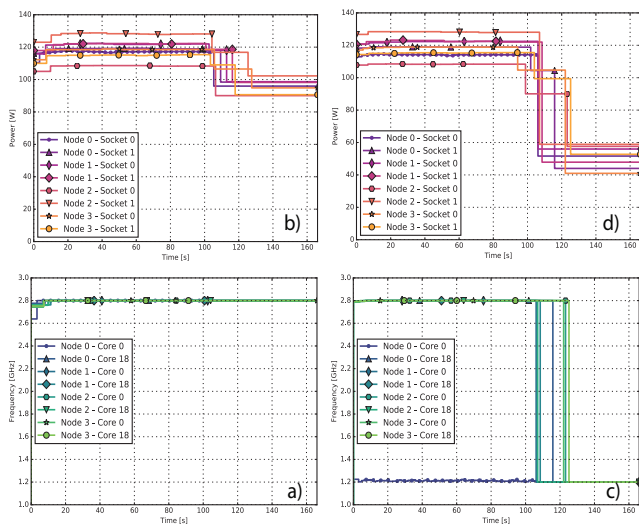 140
120
100
80
60
40
20
0
Power [W]
Node 0 – Socket 0
Node 0 – Socket 1
Node 1 – Socket 0
Node 1 – Socket 1
Node 2 – Socket 0
Node 2 – Socket 1
Node 3 – Socket 0
Node 3 – Socket 1
b)
0 20 40 60 80 100 120 140 160
Time [s]
140
120
100
80
60
40
20
0
Power [W]
Node 0 – Socket 0
Node 0 – Socket 1
Node 1 – Socket 0
Node 1 – Socket 1
Node 2 – Socket 0
Node 2 – Socket 1
Node 3 – Socket 0
Node 3 – Socket 1
d)
0 20 40 60 80 100 120 140 160
Time [s]
3.0
2.8
2.6
2.4
2.2
2.0
1.8
1.6
1.4
1.2
1.0
Frequency [GHz]
Node 0 – Core 0
Node 0 – Core 18
Node 1 – Core 0
Node 1 – Core 18
Node 2 – Core 0
Node 2 – Core 18
Node 3 – Core 0
Node 3 – Core 18
a)
0 20 40 60 80 100 120 140 160
Time [s]
3.0
2.8
2.6
2.4
2.2
2.0
1.8
1.6
1.4
1.2
1.0
Frequency [GHz]
Node 0 – Core 0
Node 0 – Core 18
Node 1 – Core 0
Node 1 – Core 18
Node 2 – Core 0
Node 2 – Core 18
Node 3 – Core 0
Node 3 – Core 18
c)
0 20 40 60 80 100 120 140 160
Time [s]